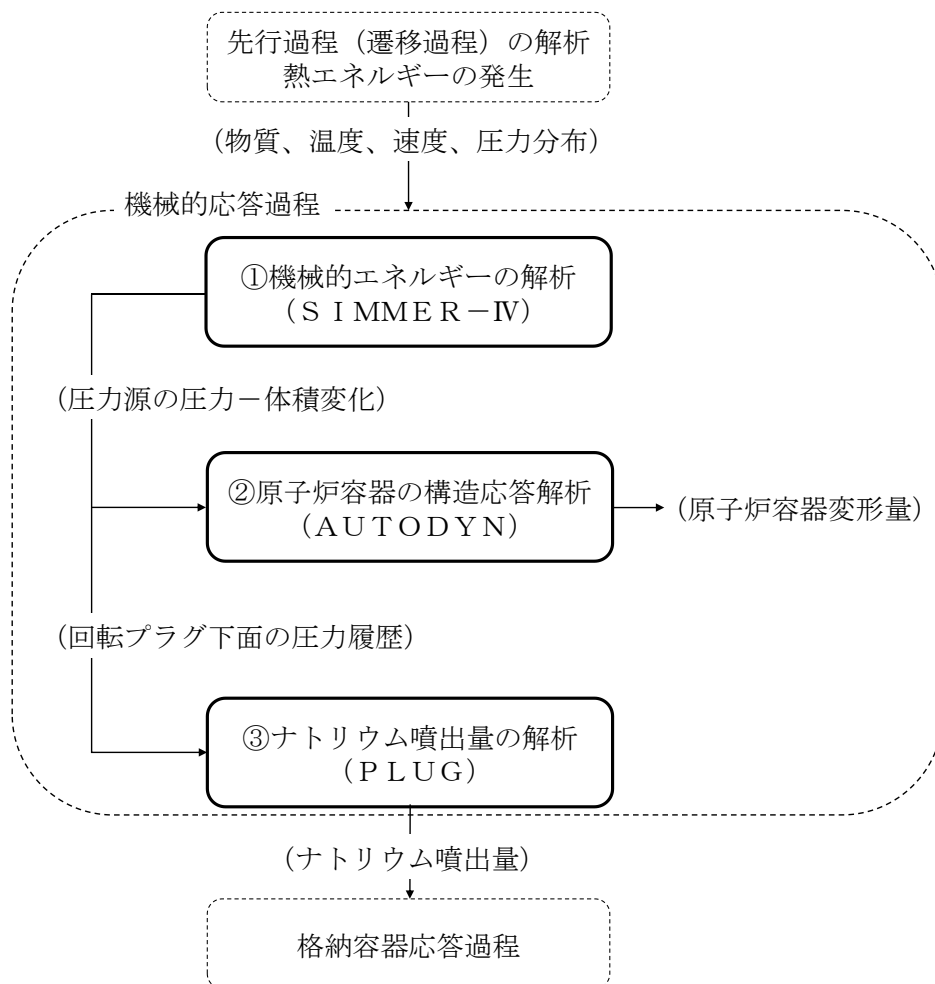 先行過程（遷移過程）の解析
熱エネルギーの発生
（物質、温度、速度、圧力分布）
機械的応答過程
①機械的エネルギーの解析
（ＳＩＭＭＥＲ－Ⅳ）
（圧力源の圧力－体積変化）
②原子炉容器の構造応答解析
（ＡＵＴＯＤＹＮ）
（原子炉容器変形量）
（回転プラグ下面の圧力履歴）
③ナトリウム噴出量の解析
（ＰＬＵＧ）
（ナトリウム噴出量）
格納容器応答過程